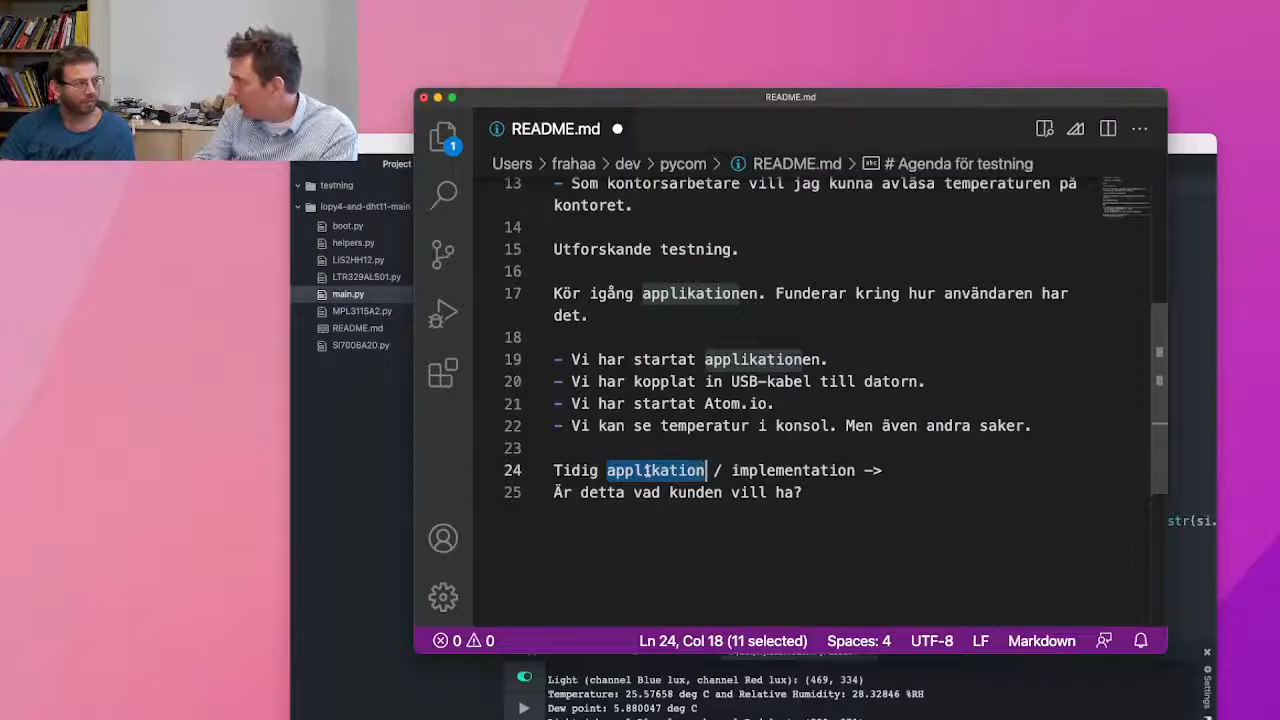 README.md
README.md
Users > frahaa > dev > pycom > README.md > # Agenda för testning
1
13 - Som kontorsarbetare vill jag kunna avläsa temperaturen på
kontoret.
14
15 Utforskande testning.
16
17 Kör igång applikationen. Funderar kring hur användaren har
det.
18
19 - Vi har startat applikationen.
20 - Vi har kopplat in USB-kabel till datorn.
21 - Vi har startat Atom.io.
22 - Vi kan se temperatur i konsol. Men även andra saker.
23
24 Tidig applikation / implementation ->
25 Är detta vad kunden vill ha?
0 0 Ln 24, Col 18 (11 selected) Spaces: 4 UTF-8 LF Markdown
Project
testning
lopy4-and-dht11-main
boot.py
helpers.py
LIS2HH12.py
LTR329ALS01.py
main.py
MPL3115A2.py
README.md
SI7006A20.py
str(si.
Light (channel Blue lux, channel Red lux): (469, 334)
Temperature: 25.57658 deg C and Relative Humidity: 28.32846 %RH
Dew point: 5.880047 deg C
Settings